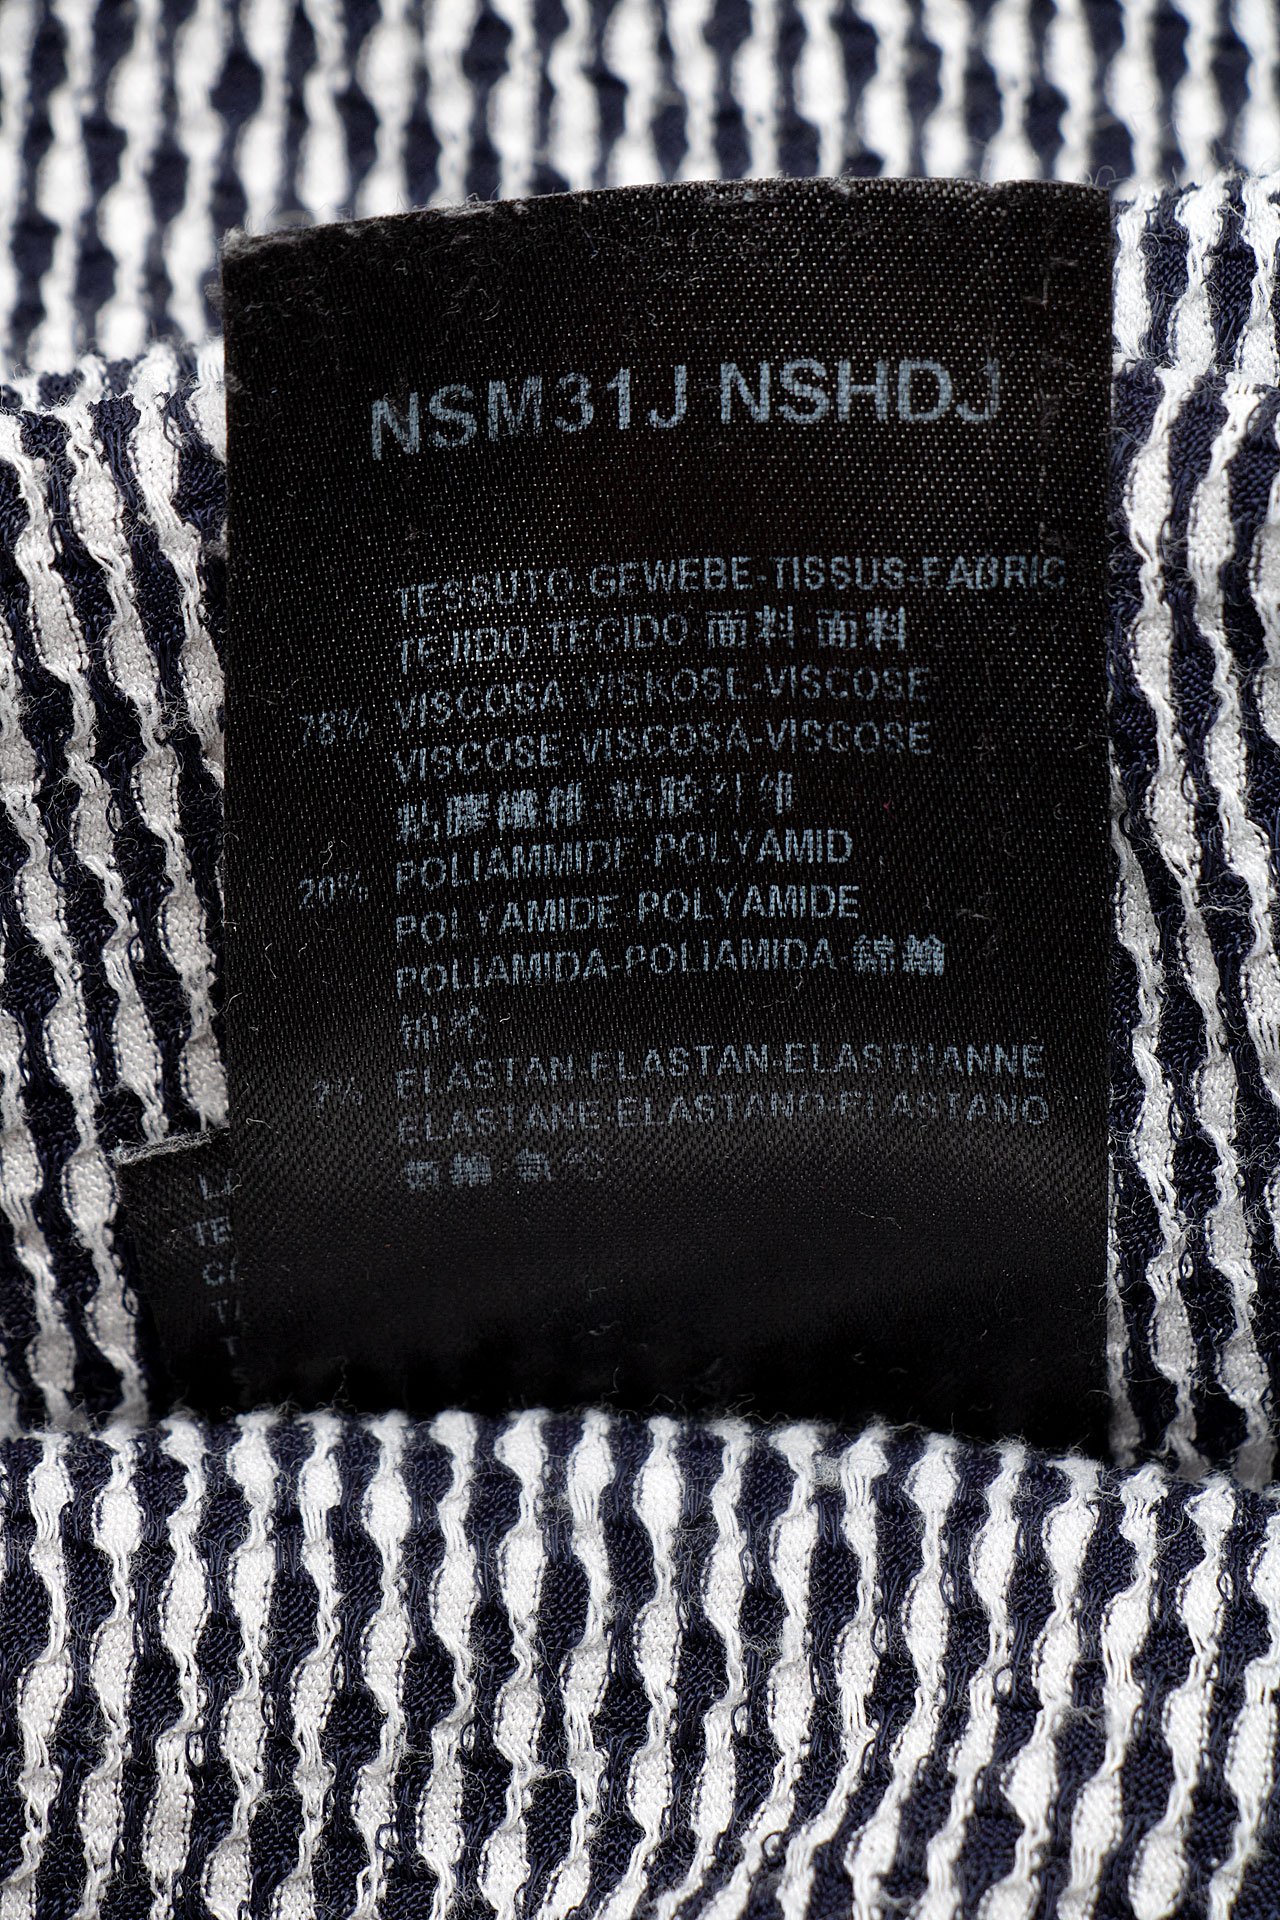 NSM31J NSHDJ
TESSUTO-GEWEBE-TISSUS-FABRIC
TEJIDO-TECIDO 面料-面料
78% VISCOSA-VISKOSE-VISCOSE
VISCOSE-VISCOSA-VISCOSE
20% POLIAMMIDE-POLYAMID
POLYAMIDE-POLYAMIDE
POLIAMIDA-POLIAMIDA-
2% ELASTAN-ELASTAN-ELASTHANNE
ELASTANE-ELASTANO-ELASTANO
TE